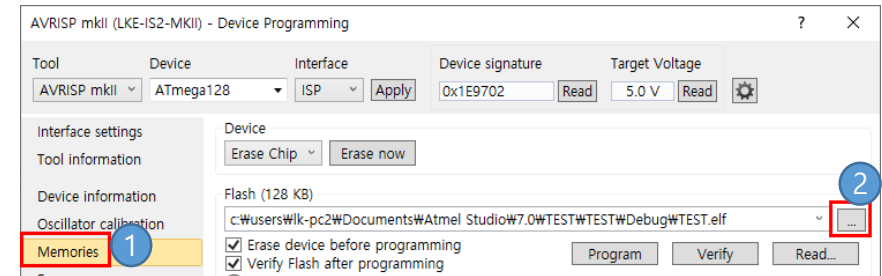 AVRISP mkII (LKE-IS2-MKII) - Device Programming ? ×
Tool Device Interface Device signature Target Voltage
AVRISP mkII ATmega128 ISP Apply 0x1E9702 Read 5.0 V Read
Interface settings
Tool information
Device information
Oscillator calibration
Memories
1
Device
Erase Chip Erase now
Flash (128 KB)
2
c:₩users₩lk-pc2₩Documents₩Atmel Studio₩7.0₩TEST₩TEST₩Debug₩TEST.elf ...
Erase device before programming
Verify Flash after programming
Program Verify Read...